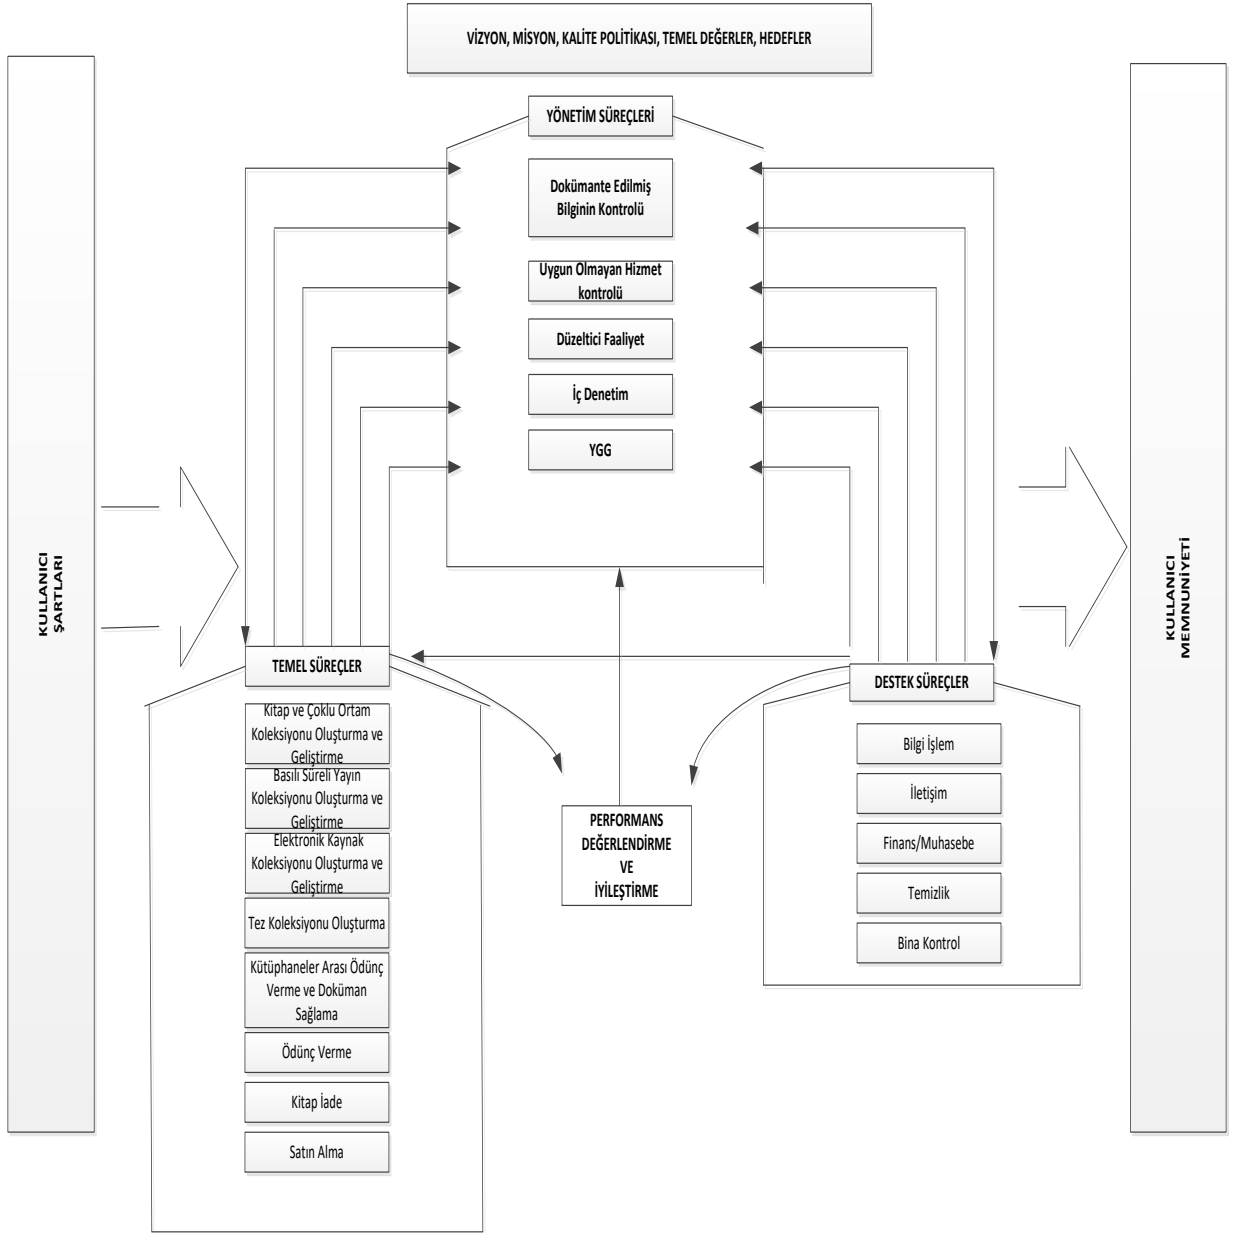 VİZYON, MİSYON, KALİTE POLİTİKASI, TEMEL DEĞERLER, HEDEFLER
KULLANICI
ŞARTLARI
YÖNETİM SÜREÇLERİ
Dokümante Edilmiş
Bilginin Kontrolü
Uygun Olmayan Hizmet
kontrolü
Düzeltici Faaliyet
İç Denetim
YGG
TEMEL SÜREÇLER
Kitap ve Çoklu Ortam
Koleksiyonu Oluşturma ve
Geliştirme
Basılı Süreli Yayın
Koleksiyonu Oluşturma ve
Geliştirme
Elektronik Kaynak
Koleksiyonu Oluşturma ve
Geliştirme
Tez Koleksiyonu Oluşturma
Kütüphaneler Arası Ödünç
Verme ve Doküman
Sağlama
Ödünç Verme
Kitap İade
Satın Alma
PERFORMANS
DEĞERLENDİRME
VE
İYİLEŞTİRME
DESTEK SÜREÇLER
Bilgi İşlem
İletişim
Finans/Muhasebe
Temizlik
Bina Kontrol
KULLANICI
MEMNUNİYETİ